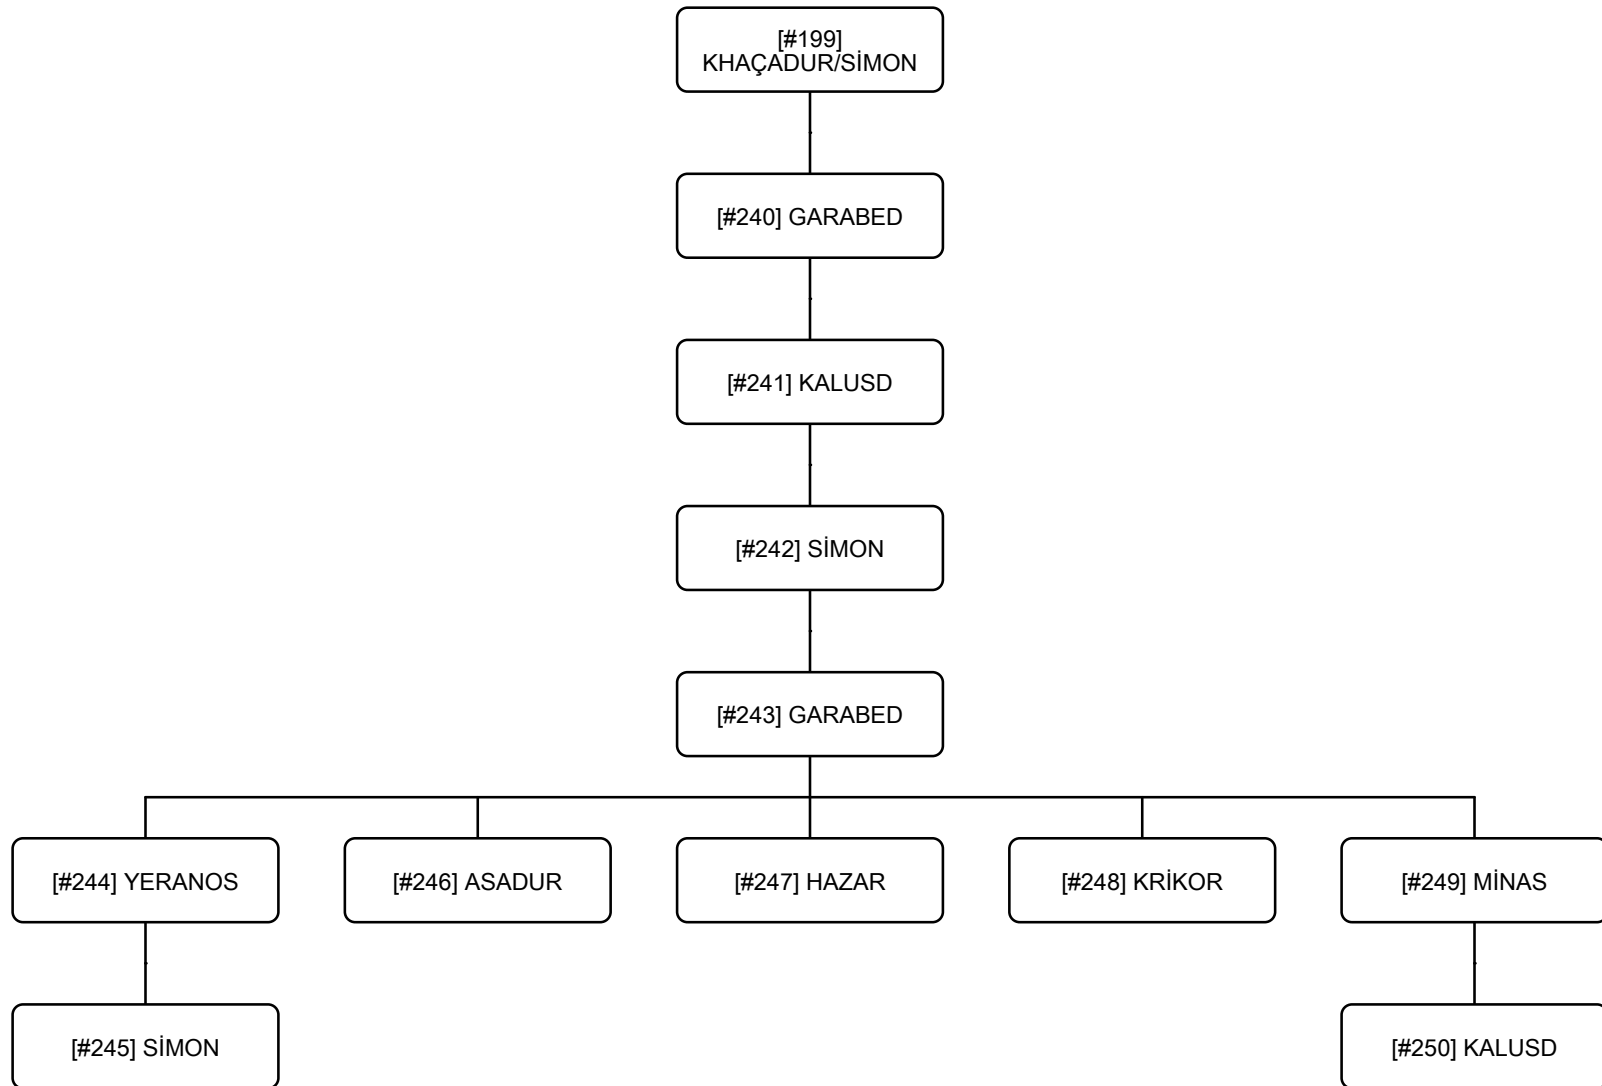 [#199]
KHAÇADUR/SİMON
[#240] GARABED
[#241] KALUSD
[#242] SİMON
[#243] GARABED
[#244] YERANOS
[#246] ASADUR
[#247] HAZAR
[#248] KRİKOR
[#249] MİNAS
[#245] SİMON
[#250] KALUSD